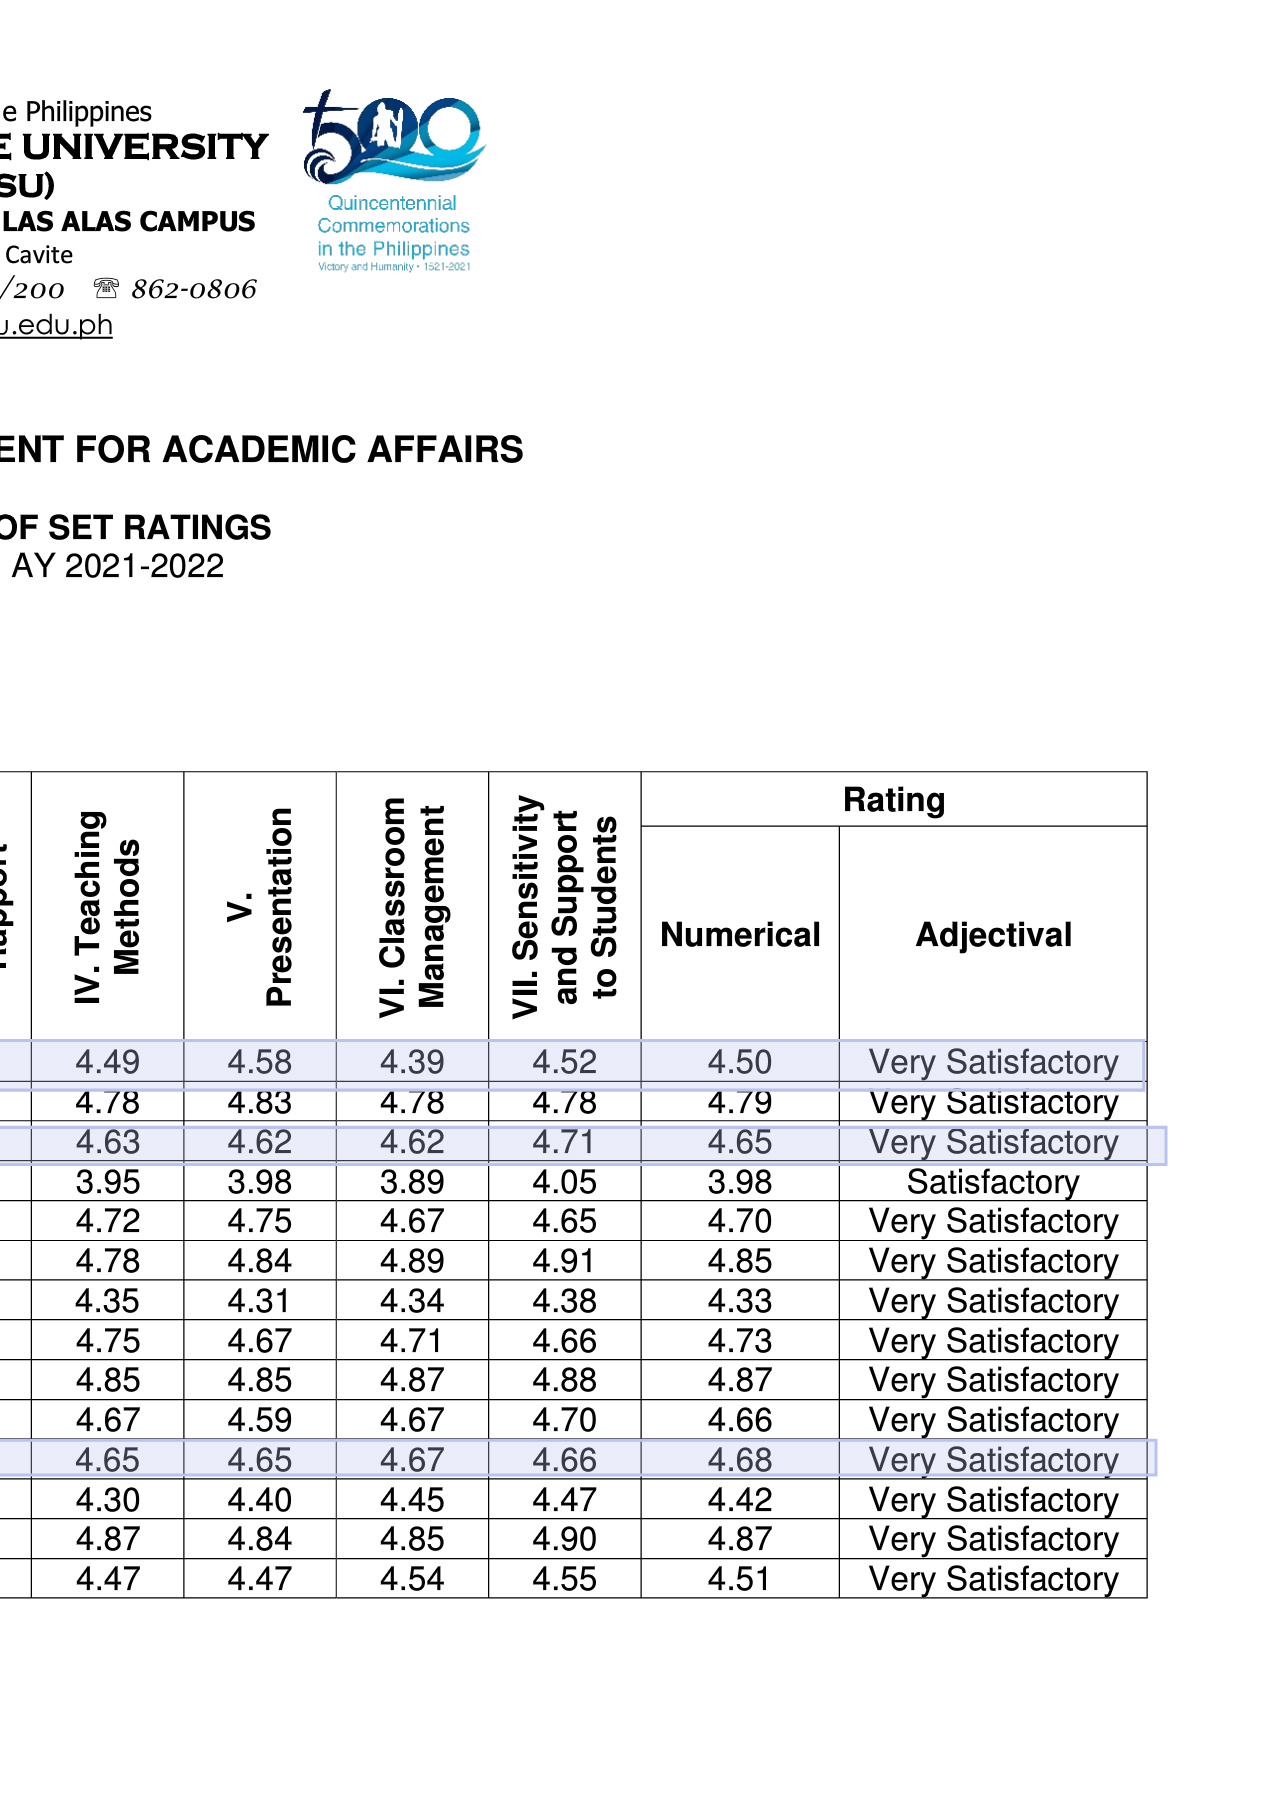 e Philippines
E UNIVERSITY
SU)
LAS ALAS CAMPUS
Cavite
/200 ☏ 862-0806
u.edu.ph
500
Quincentennial
Commemorations
in the Philippines
Victory and Humanity • 1521-2021
ENT FOR ACADEMIC AFFAIRS
OF SET RATINGS
AY 2021-2022
Rapport
IV. Teaching
Methods
V.
Presentation
VI. Classroom
Management
VII. Sensitivity
and Support
to Students
Rating
Numerical
Adjectival
4.49 4.58 4.39 4.52 4.50 Very Satisfactory
4.78 4.83 4.78 4.78 4.79 Very Satisfactory
4.63 4.62 4.62 4.71 4.65 Very Satisfactory
3.95 3.98 3.89 4.05 3.98 Satisfactory
4.72 4.75 4.67 4.65 4.70 Very Satisfactory
4.78 4.84 4.89 4.91 4.85 Very Satisfactory
4.35 4.31 4.34 4.38 4.33 Very Satisfactory
4.75 4.67 4.71 4.66 4.73 Very Satisfactory
4.85 4.85 4.87 4.88 4.87 Very Satisfactory
4.67 4.59 4.67 4.70 4.66 Very Satisfactory
4.65 4.65 4.67 4.66 4.68 Very Satisfactory
4.30 4.40 4.45 4.47 4.42 Very Satisfactory
4.87 4.84 4.85 4.90 4.87 Very Satisfactory
4.47 4.47 4.54 4.55 4.51 Very Satisfactory